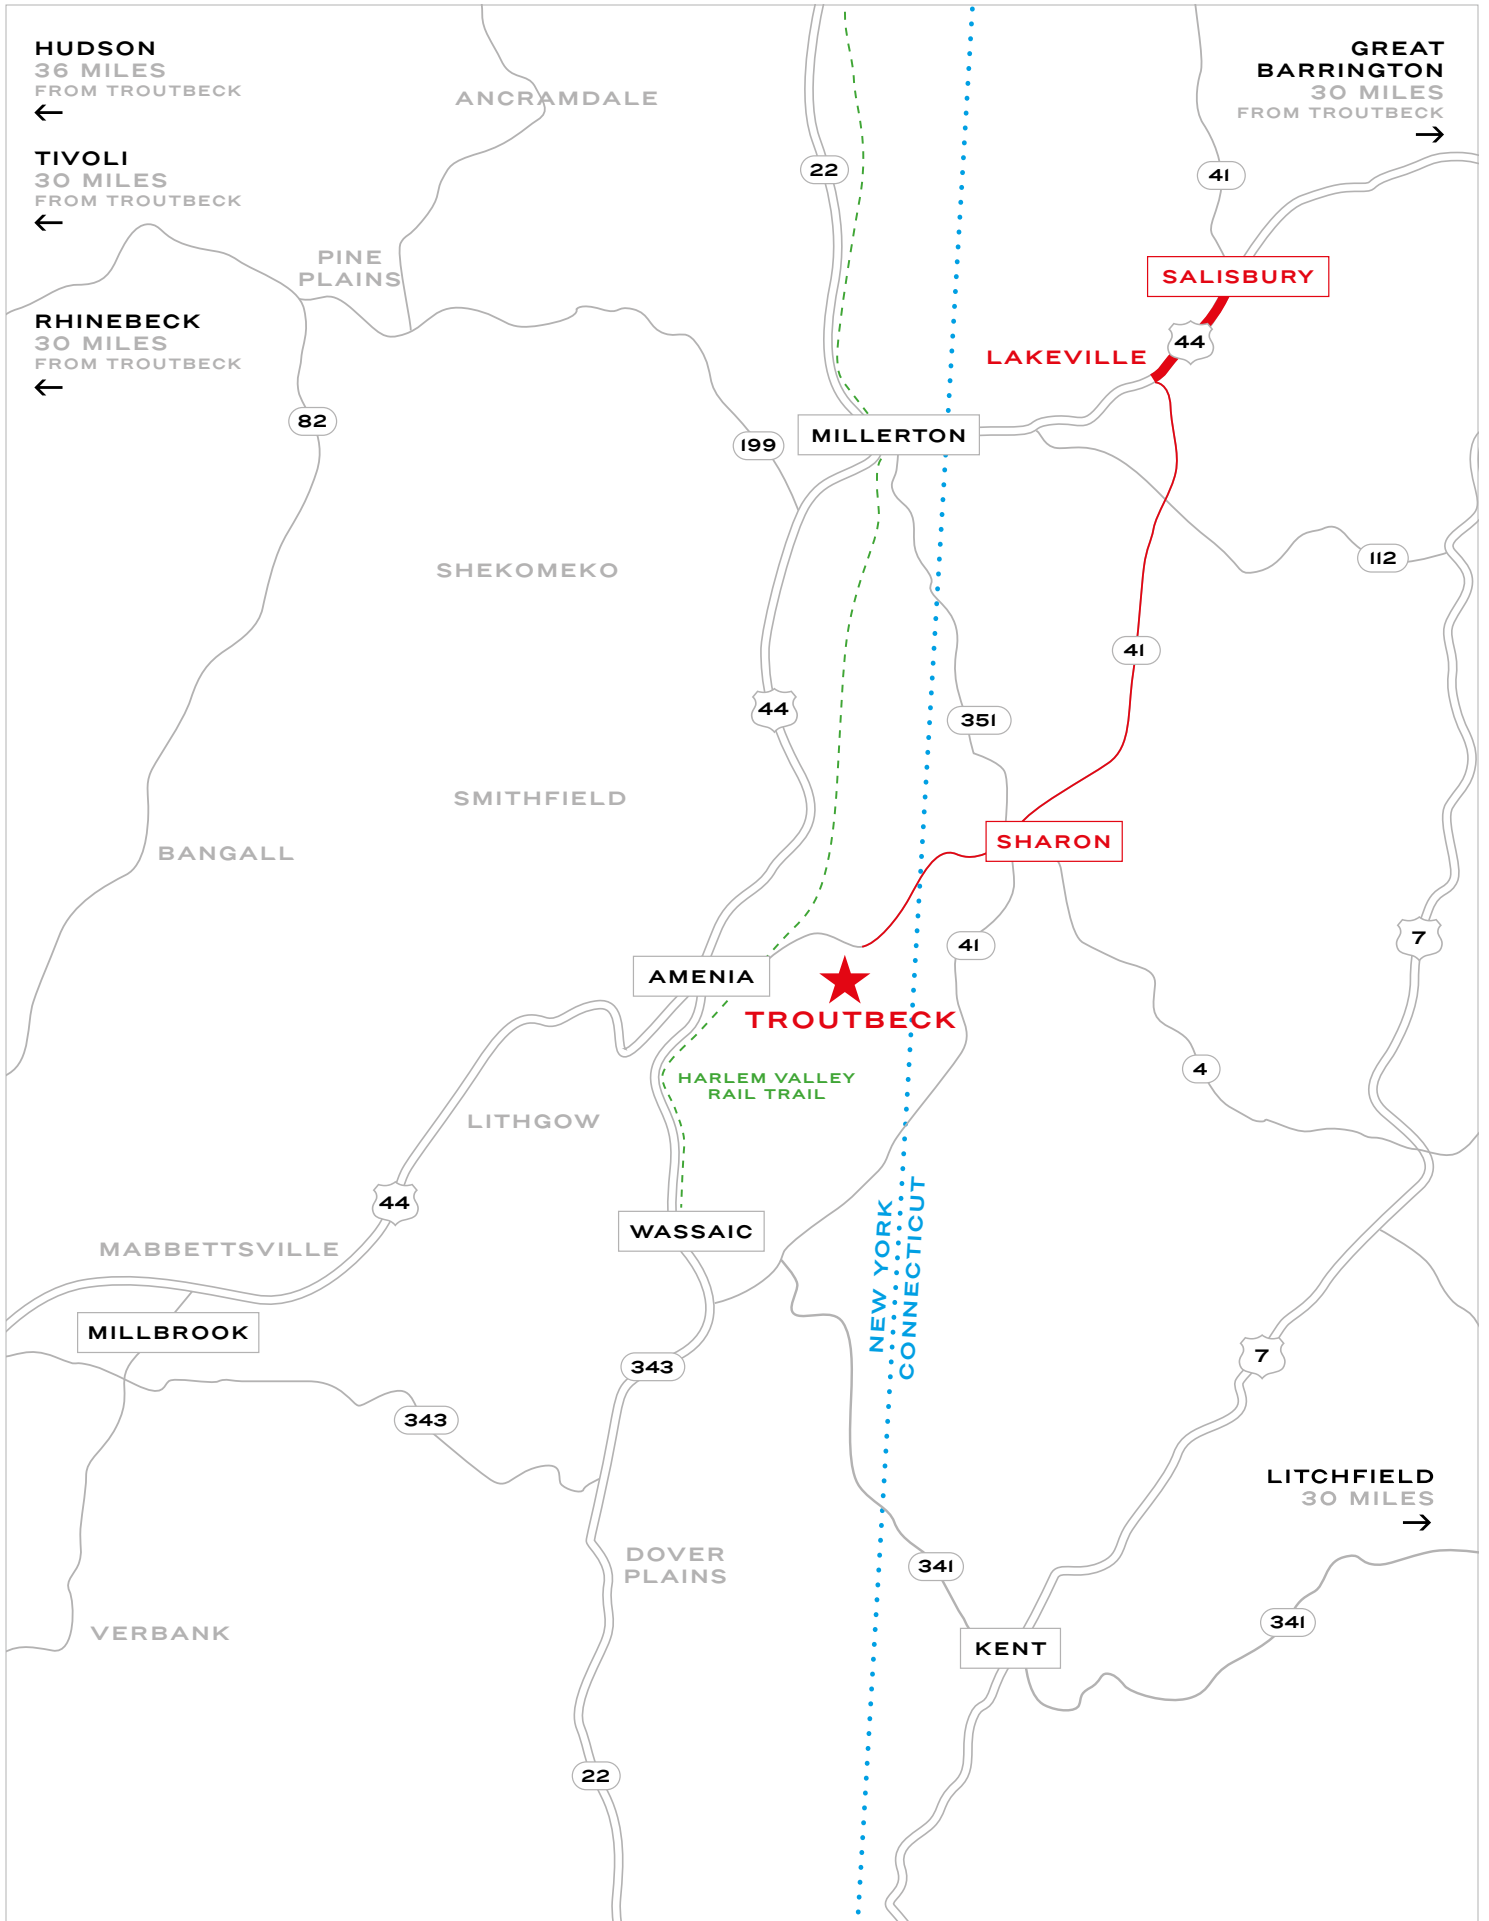 HUDSON
36 MILES
FROM TROUTBECK
←
TIVOLI
30 MILES
FROM TROUTBECK
←
RHINEBECK
30 MILES
FROM TROUTBECK
←
GREAT
BARRINGTON
30 MILES
FROM TROUTBECK
→
ANCRAMDALE
22
41
PINE
PLAINS
SALISBURY
44
LAKEVILLE
82
199
MILLERTON
112
SHEKOMEKO
41
44
351
SMITHFIELD
SHARON
BANGALL
7
41
AMENIA
TROUTBECK
4
HARLEM VALLEY
RAIL TRAIL
LITHGOW
44
WASSAIC
MABBETTSVILLE
NEW YORK
CONNECTICUT
MILLBROOK
343
7
343
LITCHFIELD
30 MILES
→
DOVER
PLAINS
341
341
VERBANK
KENT
22